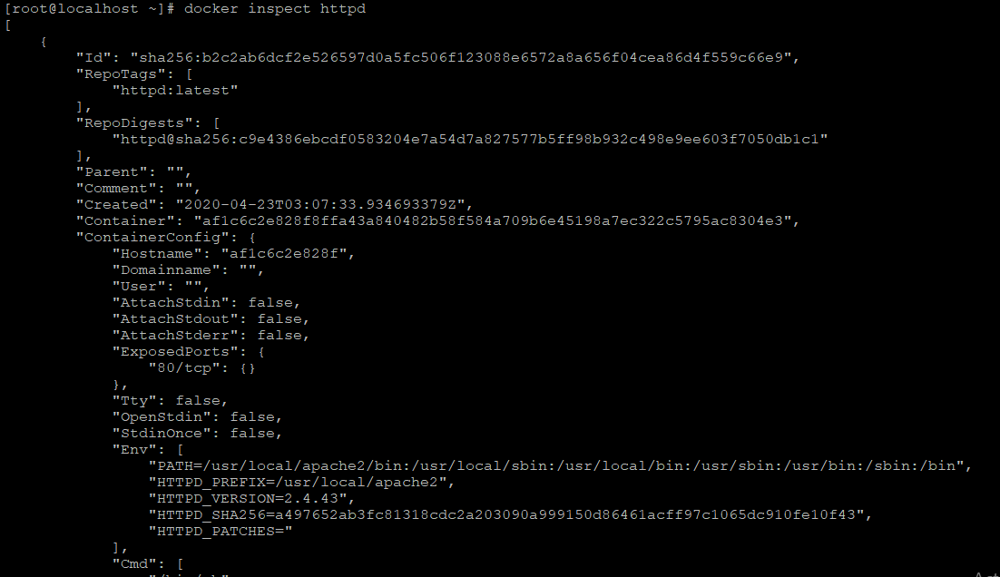 [root@localhost ~]# docker inspect httpd
[
    {
        "Id": "sha256:b2c2ab6dcf2e526597d0a5fc506f123088e6572a8a656f04cea86d4f559c66e9",
        "RepoTags": [
            "httpd:latest"
        ],
        "RepoDigests": [
            "httpd@sha256:c9e4386ebcdf0583204e7a54d7a827577b5ff98b932c498e9ee603f7050db1c1"
        ],
        "Parent": "",
        "Comment": "",
        "Created": "2020-04-23T03:07:33.934693379Z",
        "Container": "af1c6c2e828f8ffa43a840482b58f584a709b6e45198a7ec322c5795ac8304e3",
        "ContainerConfig": {
            "Hostname": "af1c6c2e828f",
            "Domainname": "",
            "User": "",
            "AttachStdin": false,
            "AttachStdout": false,
            "AttachStderr": false,
            "ExposedPorts": {
                "80/tcp": {}
            },
            "Tty": false,
            "OpenStdin": false,
            "StdinOnce": false,
            "Env": [
                "PATH=/usr/local/apache2/bin:/usr/local/sbin:/usr/local/bin:/usr/sbin:/usr/bin:/sbin:/bin",
                "HTTPD_PREFIX=/usr/local/apache2",
                "HTTPD_VERSION=2.4.43",
                "HTTPD_SHA256=a497652ab3fc81318cdc2a203090a999150d86461acff97c1065dc910fe10f43",
                "HTTPD_PATCHES="
            ],
            "Cmd": [